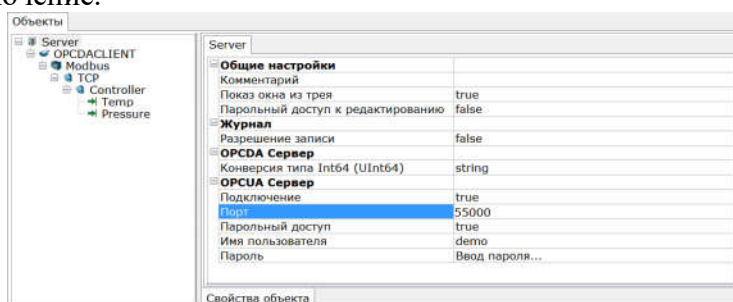 Объекты
Server
OPCDACLIENT
Modbus
TCP
Controller
Temp
Pressure
Server
Общие настройки
Комментарий
Показ окна из трея true
Парольный доступ к редактированию false
Журнал
Разрешение записи false
OPCDA Сервер
Конверсия типа Int64 (UInt64) string
OPCUA Сервер
Подключение true
Порт 55000
Парольный доступ true
Имя пользователя demo
Пароль Ввод пароля...
Свойства объекта